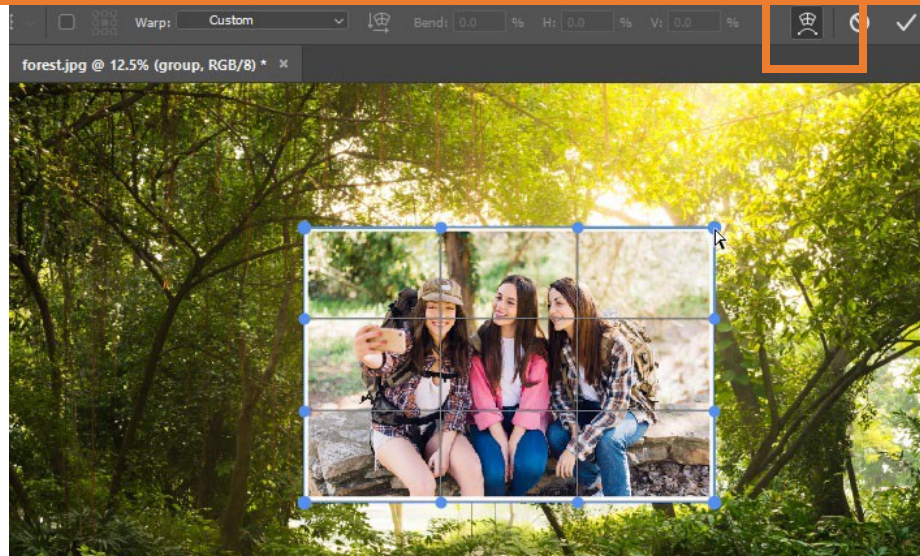 Warp: Custom Bend: 0.0 % H: 0.0 % V: 0.0 %
forest.jpg @ 12.5% (group, RGB/8) * ×